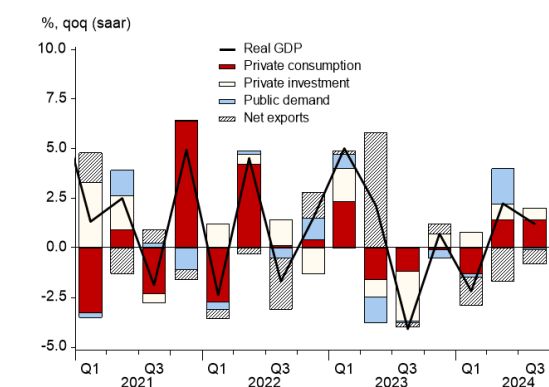 %, qoq (saar)
10.0
7.5
5.0
2.5
0.0
-2.5
-5.0
Real GDP
Private consumption
Private investment
Public demand
Net exports
Q1 Q3 Q1 Q3 Q1 Q3 Q1 Q3
2021 2022 2023 2024